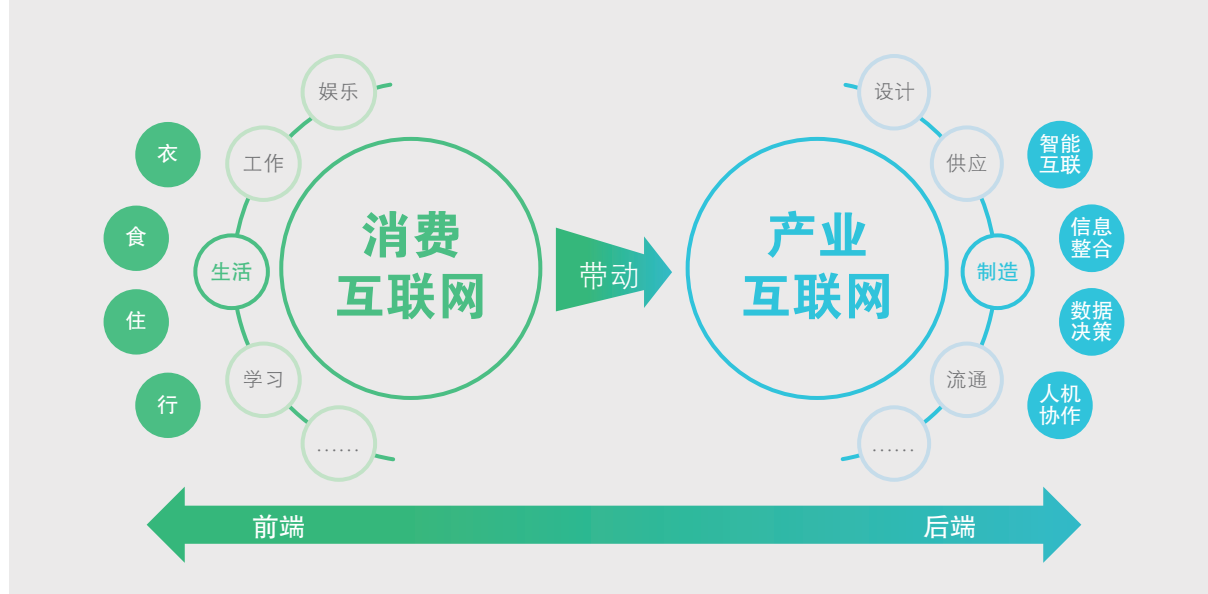 娱乐
工作
生活
学习
……
衣
食
住
行
消费
互联网
带动
产业
互联网
设计
供应
制造
流通
……
智能
互联
信息
整合
数据
决策
人机
协作
前端
后端